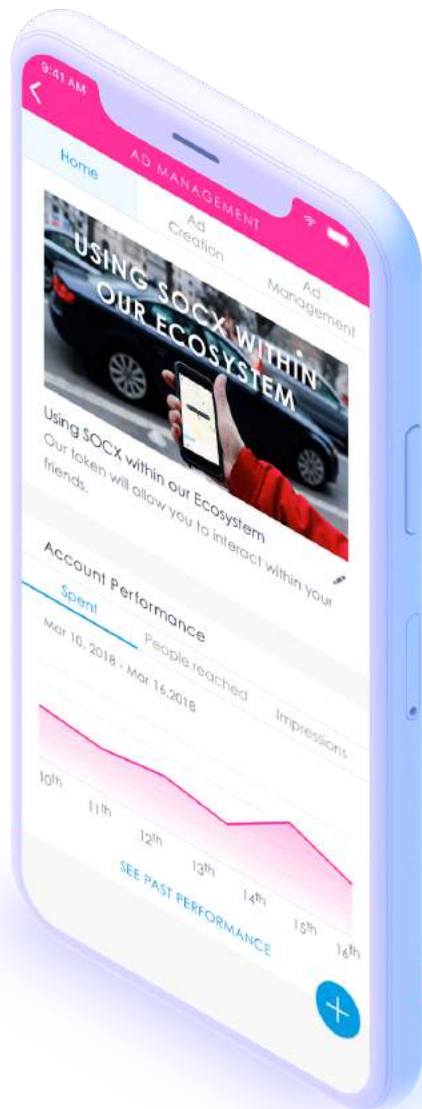 9:41 AM
AD MANAGEMENT
Home
Ad
Creation
Ad
Management
USING SOCX WITHIN
OUR ECOSYSTEM
Using SOCX within our Ecosystem
Our token will allow you to interact within your
friends.
Account Performance
Spent
People reached
Impressions
Mar 10, 2018 - Mar 16,2018
10th
11th
12th
13th
14th
15th
16th
SEE PAST PERFORMANCE